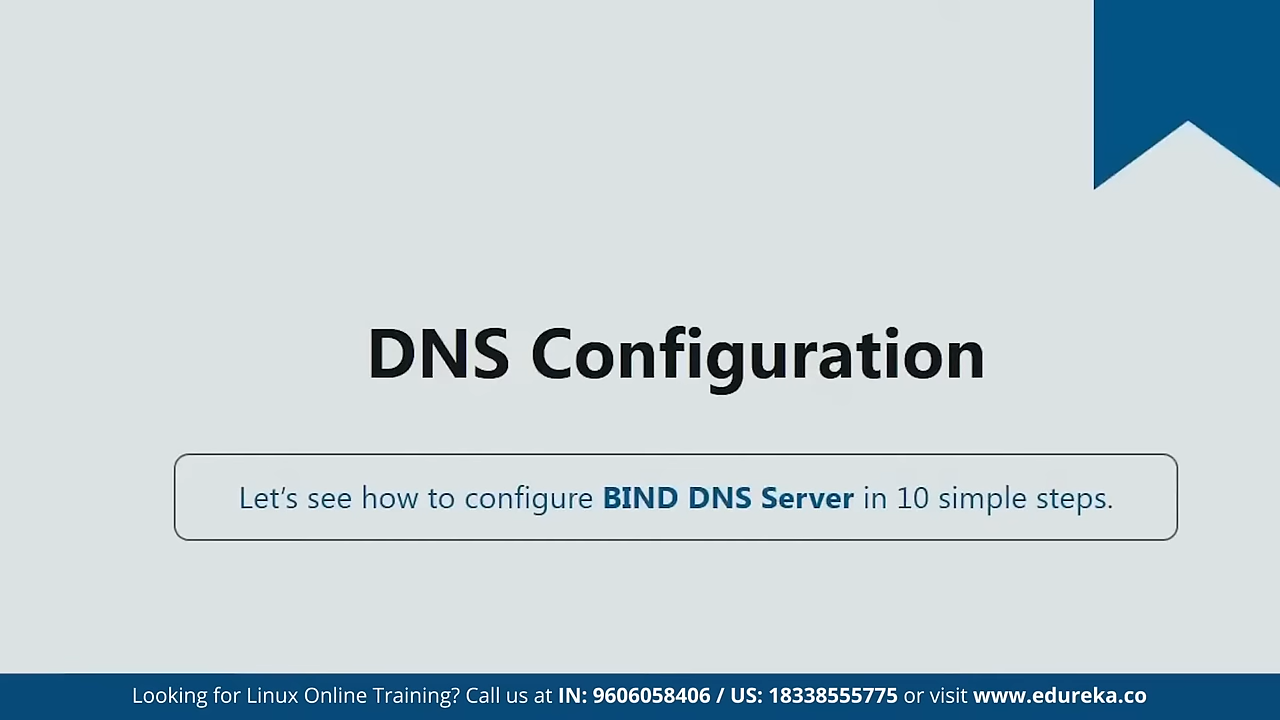 DNS Configuration
Let's see how to configure BIND DNS Server in 10 simple steps.
Looking for Linux Online Training? Call us at IN: 9606058406 / US: 18338555775 or visit www.edureka.co